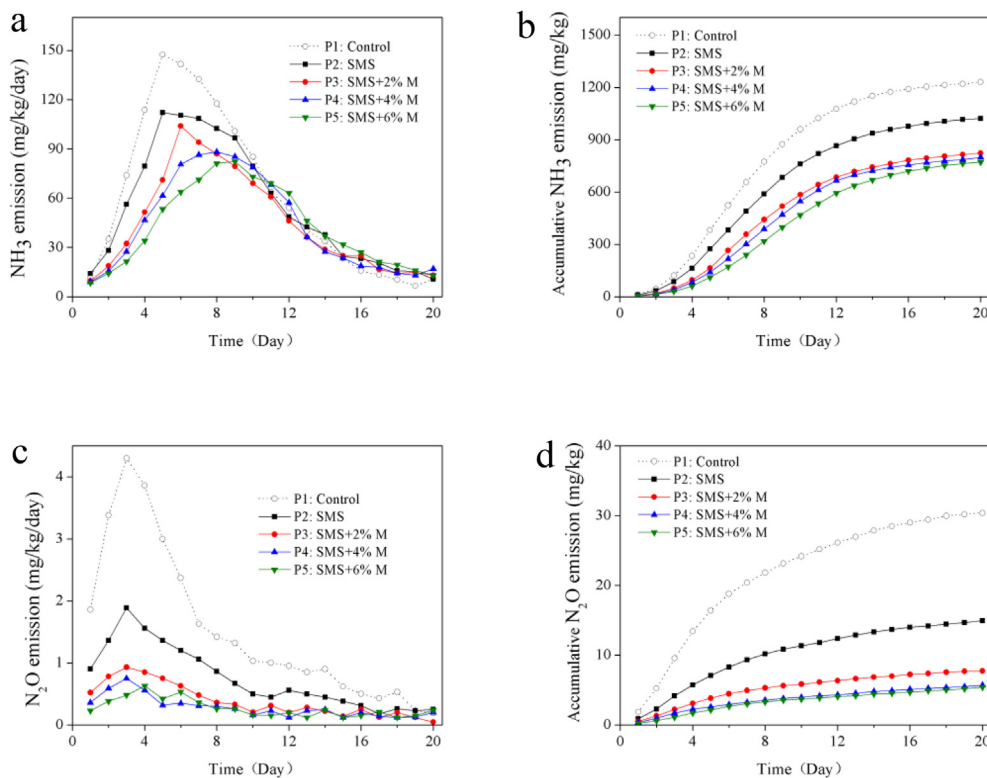 a
NH₃ emission (mg/kg/day)
150
120
90
60
30
0
P1: Control
P2: SMS
P3: SMS+2% M
P4: SMS+4% M
P5: SMS+6% M
0 4 8 12 16 20
Time（Day）
b
Accumulative NH₃ emission (mg/kg)
1500
1200
900
600
300
0
P1: Control
P2: SMS
P3: SMS+2% M
P4: SMS+4% M
P5: SMS+6% M
0 4 8 12 16 20
Time（Day）
c
N₂O emission (mg/kg/day)
4
3
2
1
0
P1: Control
P2: SMS
P3: SMS+2% M
P4: SMS+4% M
P5: SMS+6% M
0 4 8 12 16 20
Time（Day）
d
Accumulative N₂O emission (mg/kg)
40
30
20
10
0
P1: Control
P2: SMS
P3: SMS+2% M
P4: SMS+4% M
P5: SMS+6% M
0 4 8 12 16 20
Time（Day）